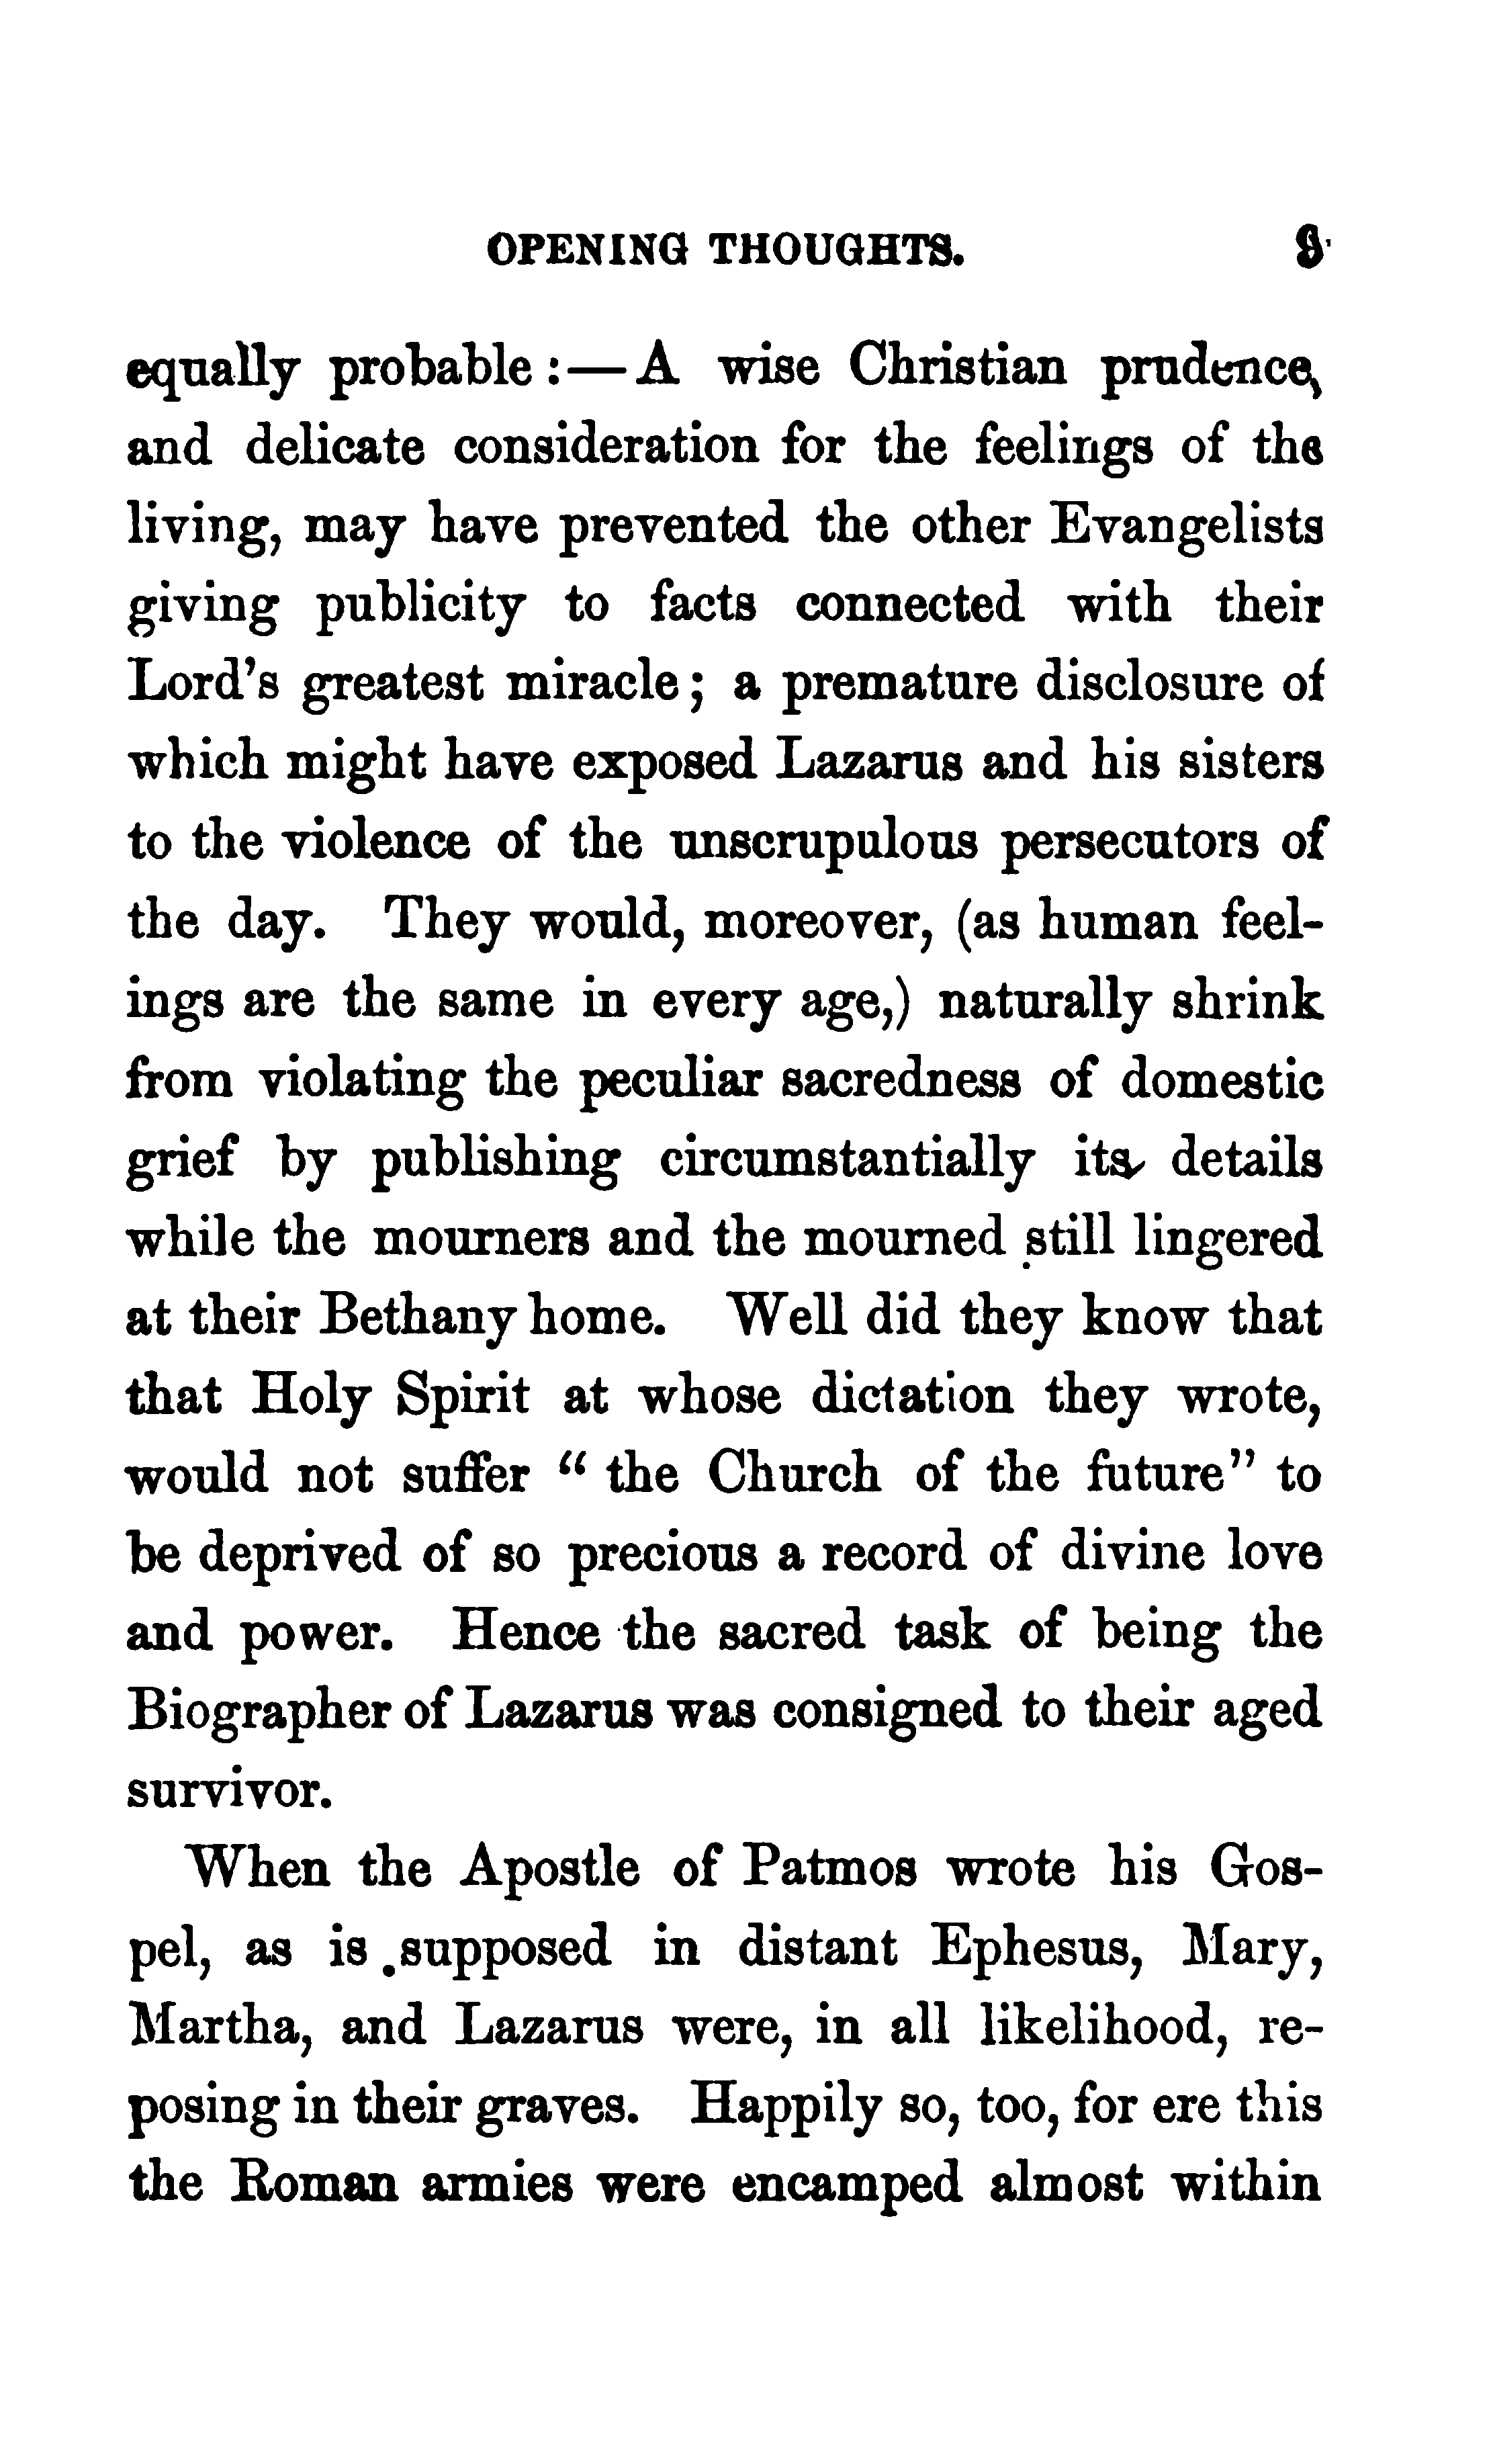 OPENING THOUGHTS. 9
equally probable :—A wise Christian prudence,
and delicate consideration for the feelings of the
living, may have prevented the other Evangelists
giving publicity to facts connected with their
Lord's greatest miracle ; a premature disclosure of
which might have exposed Lazarus and his sisters
to the violence of the unscrupulous persecutors of
the day. They would, moreover, (as human feel-
ings are the same in every age,) naturally shrink
from violating the peculiar sacredness of domestic
grief by publishing circumstantially its details
while the mourners and the mourned still lingered
at their Bethany home. Well did they know that
that Holy Spirit at whose dictation they wrote,
would not suffer “ the Church of the future” to
be deprived of so precious a record of divine love
and power. Hence the sacred task of being the
Biographer of Lazarus was consigned to their aged
survivor.
When the Apostle of Patmos wrote his Gos-
pel, as is supposed in distant Ephesus, Mary,
Martha, and Lazarus were, in all likelihood, re-
posing in their graves. Happily so, too, for ere this
the Roman armies were encamped almost within